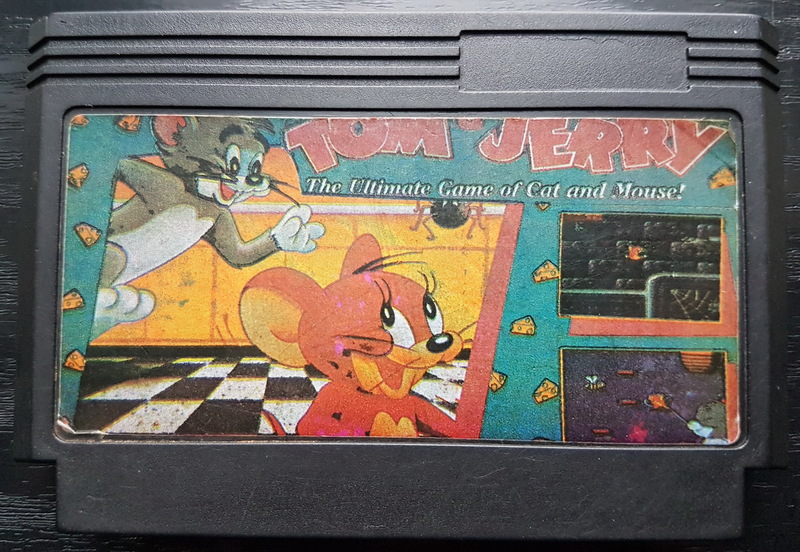 TOM & JERRY
The Ultimate Game of Cat and Mouse!